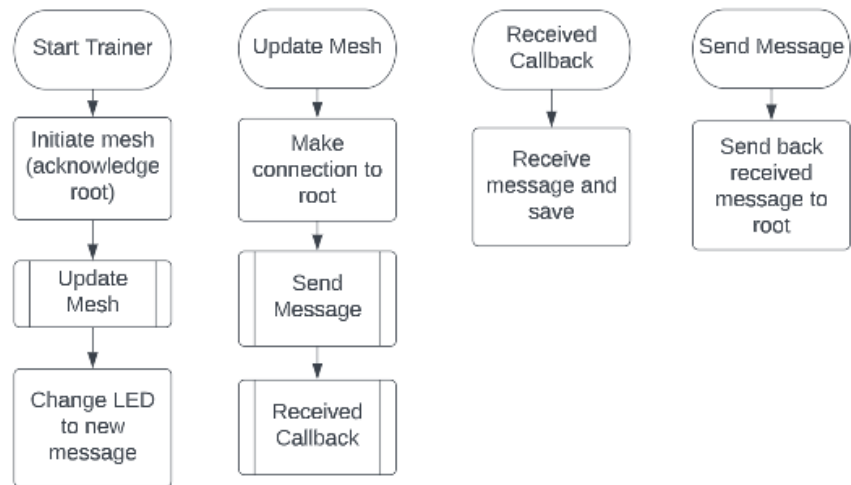 Start Trainer
Initiate mesh
(acknowledge
root)
Update
Mesh
Change LED
to new
message
Update Mesh
Make
connection to
root
Send
Message
Received
Callback
Received
Callback
Receive
message and
save
Send Message
Send back
received
message to
root